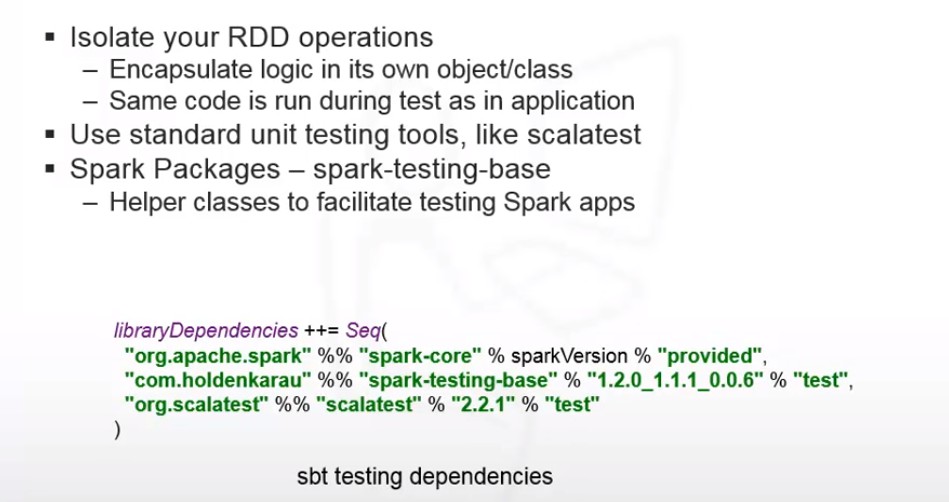 ▪ Isolate your RDD operations
– Encapsulate logic in its own object/class
– Same code is run during test as in application
▪ Use standard unit testing tools, like scalatest
▪ Spark Packages – spark-testing-base
– Helper classes to facilitate testing Spark apps
libraryDependencies ++= Seq(
"org.apache.spark" %% "spark-core" % sparkVersion % "provided",
"com.holdenkarau" %% "spark-testing-base" % "1.2.0_1.1.1_0.0.6" % "test",
"org.scalatest" %% "scalatest" % "2.2.1" % "test"
)
sbt testing dependencies